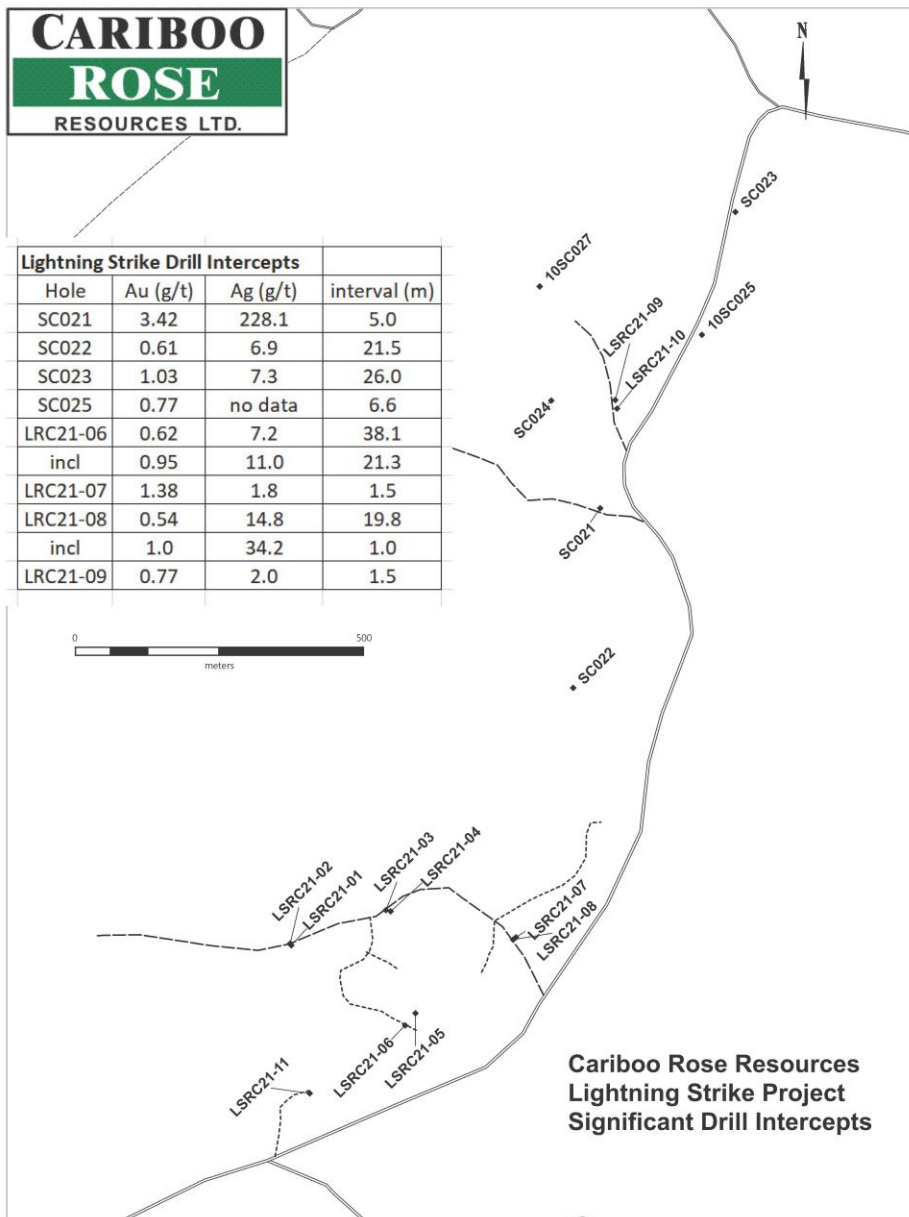 CARIBOO
ROSE
RESOURCES LTD.
N
SC023
10SC027
10SC025
LSRC21-09
LSRC21-10
SC024
SC021
Lightning Strike Drill Intercepts
Hole Au (g/t) Ag (g/t) interval (m)
SC021 3.42 228.1 5.0
SC022 0.61 6.9 21.5
SC023 1.03 7.3 26.0
SC025 0.77 no data 6.6
LRC21-06 0.62 7.2 38.1
incl 0.95 11.0 21.3
LRC21-07 1.38 1.8 1.5
LRC21-08 0.54 14.8 19.8
incl 1.0 34.2 1.0
LRC21-09 0.77 2.0 1.5
0 500
meters
SC022
LSRC21-02
LSRC21-01
LSRC21-03
LSRC21-04
LSRC21-07
LSRC21-08
LSRC21-06
LSRC21-05
LSRC21-11
Cariboo Rose Resources
Lightning Strike Project
Significant Drill Intercepts